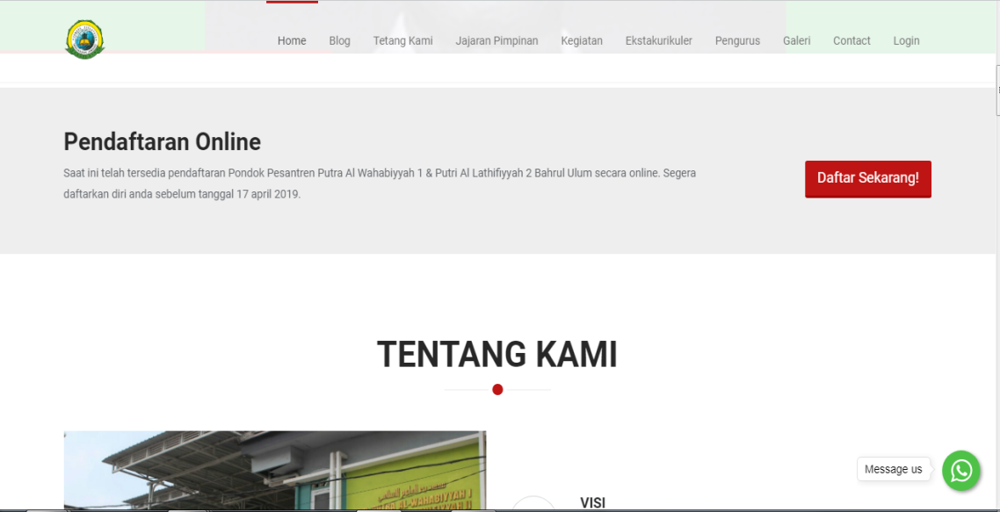 Home Blog Tetang Kami Jajaran Pimpinan Kegiatan Ekstakurikuler Pengurus Galeri Contact Login
Pendaftaran Online
Saat ini telah tersedia pendaftaran Pondok Pesantren Putra Al Wahabiyyah 1 & Putri Al Lathifiyyah 2 Bahrul Ulum secara online. Segera
daftarkan diri anda sebelum tanggal 17 april 2019.
Daftar Sekarang!
TENTANG KAMI
AL-WAHABIYYAH I
Message us
VISI